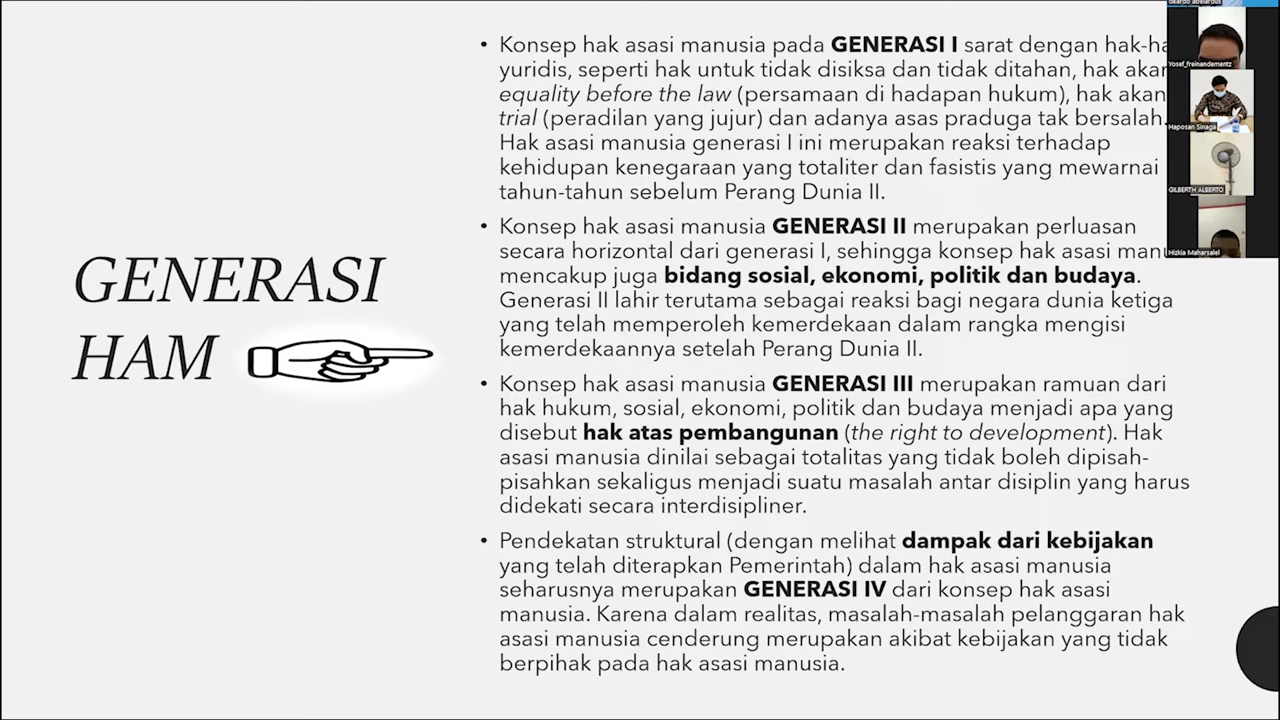 GENERASI
HAM
• Konsep hak asasi manusia pada GENERASI I sarat dengan
yuridis, seperti hak untuk tidak disiksa dan tidak ditahan, hak akan
equality before the law (persamaan di hadapan hukum), hak akan
trial (peradilan yang jujur) dan adanya asas praduga tak bersalah.
Hak asasi manusia generasi I ini merupakan reaksi terhadap
kehidupan kenegaraan yang totaliter dan fasistis yang mewarnai
tahun-tahun sebelum Perang Dunia II.
• Konsep hak asasi manusia GENERASI II merupakan perluasan
secara horizontal dari generasi I, sehingga konsep hak asasi
mencakup juga bidang sosial, ekonomi, politik dan budaya.
Generasi II lahir terutama sebagai reaksi bagi negara dunia ketiga
yang telah memperoleh kemerdekaan dalam rangka mengisi
kemerdekaannya setelah Perang Dunia II.
• Konsep hak asasi manusia GENERASI III merupakan ramuan dari
hak hukum, sosial, ekonomi, politik dan budaya menjadi apa yang
disebut hak atas pembangunan (the right to development). Hak
asasi manusia dinilai sebagai totalitas yang tidak boleh dipisah-
pisahkan sekaligus menjadi suatu masalah antar disiplin yang harus
didekati secara interdisipliner.
• Pendekatan struktural (dengan melihat dampak dari kebijakan
yang telah diterapkan Pemerintah) dalam hak asasi manusia
seharusnya merupakan GENERASI IV dari konsep hak asasi
manusia. Karena dalam realitas, masalah-masalah pelanggaran hak
asasi manusia cenderung merupakan akibat kebijakan yang tidak
berpihak pada hak asasi manusia.
Yosef_freinandementz
Haposan Sinaga
GILBERTH ALBERTO
Hizkia Maharsalel